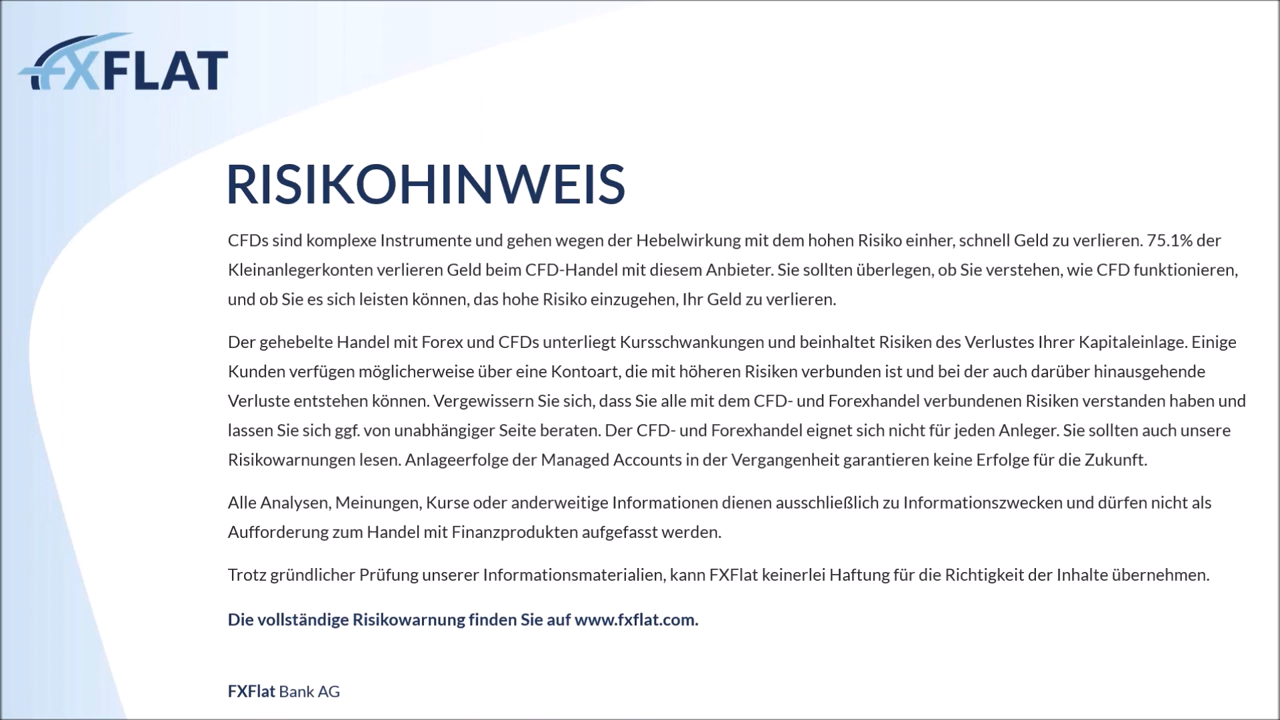 FXFLAT
RISIKOHINWEIS
CFDs sind komplexe Instrumente und gehen wegen der Hebelwirkung mit dem hohen Risiko einher, schnell Geld zu verlieren. 75.1% der
Kleinanlegerkonten verlieren Geld beim CFD-Handel mit diesem Anbieter. Sie sollten überlegen, ob Sie verstehen, wie CFD funktionieren,
und ob Sie es sich leisten können, das hohe Risiko einzugehen, Ihr Geld zu verlieren.
Der gehebelte Handel mit Forex und CFDs unterliegt Kursschwankungen und beinhaltet Risiken des Verlustes Ihrer Kapitaleinlage. Einige
Kunden verfügen möglicherweise über eine Kontoart, die mit höheren Risiken verbunden ist und bei der auch darüber hinausgehende
Verluste entstehen können. Vergewissern Sie sich, dass Sie alle mit dem CFD- und Forexhandel verbundenen Risiken verstanden haben und
lassen Sie sich ggf. von unabhängiger Seite beraten. Der CFD- und Forexhandel eignet sich nicht für jeden Anleger. Sie sollten auch unsere
Risikowarnungen lesen. Anlageerfolge der Managed Accounts in der Vergangenheit garantieren keine Erfolge für die Zukunft.
Alle Analysen, Meinungen, Kurse oder anderweitige Informationen dienen ausschließlich zu Informationszwecken und dürfen nicht als
Aufforderung zum Handel mit Finanzprodukten aufgefasst werden.
Trotz gründlicher Prüfung unserer Informationsmaterialien, kann FXFlat keinerlei Haftung für die Richtigkeit der Inhalte übernehmen.
Die vollständige Risikowarnung finden Sie auf www.fxflat.com.
FXFlat Bank AG